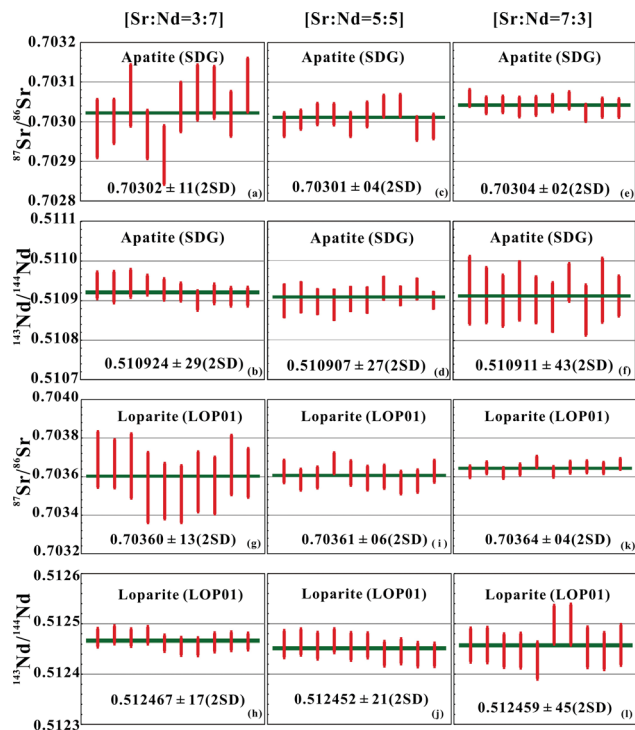 [Sr:Nd=3:7] [Sr:Nd=5:5] [Sr:Nd=7:3]
⁸⁷Sr/⁸⁶Sr
0.7032
0.7031
0.7030
0.7029
0.7028
Apatite (SDG)
0.70302 ± 11(2SD) (a)
Apatite (SDG)
0.70301 ± 04(2SD) (c)
Apatite (SDG)
0.70304 ± 02(2SD) (e)
¹⁴³Nd/¹⁴⁴Nd
0.5111
0.5110
0.5109
0.5108
0.5107
Apatite (SDG)
0.510924 ± 29(2SD) (b)
Apatite (SDG)
0.510907 ± 27(2SD) (d)
Apatite (SDG)
0.510911 ± 43(2SD) (f)
⁸⁷Sr/⁸⁶Sr
0.7040
0.7038
0.7036
0.7034
0.7032
Loparite (LOP01)
0.70360 ± 13(2SD) (g)
Loparite (LOP01)
0.70361 ± 06(2SD) (i)
Loparite (LOP01)
0.70364 ± 04(2SD) (k)
¹⁴³Nd/¹⁴⁴Nd
0.5126
0.5125
0.5124
0.5123
Loparite (LOP01)
0.512467 ± 17(2SD) (h)
Loparite (LOP01)
0.512452 ± 21(2SD) (j)
Loparite (LOP01)
0.512459 ± 45(2SD) (l)